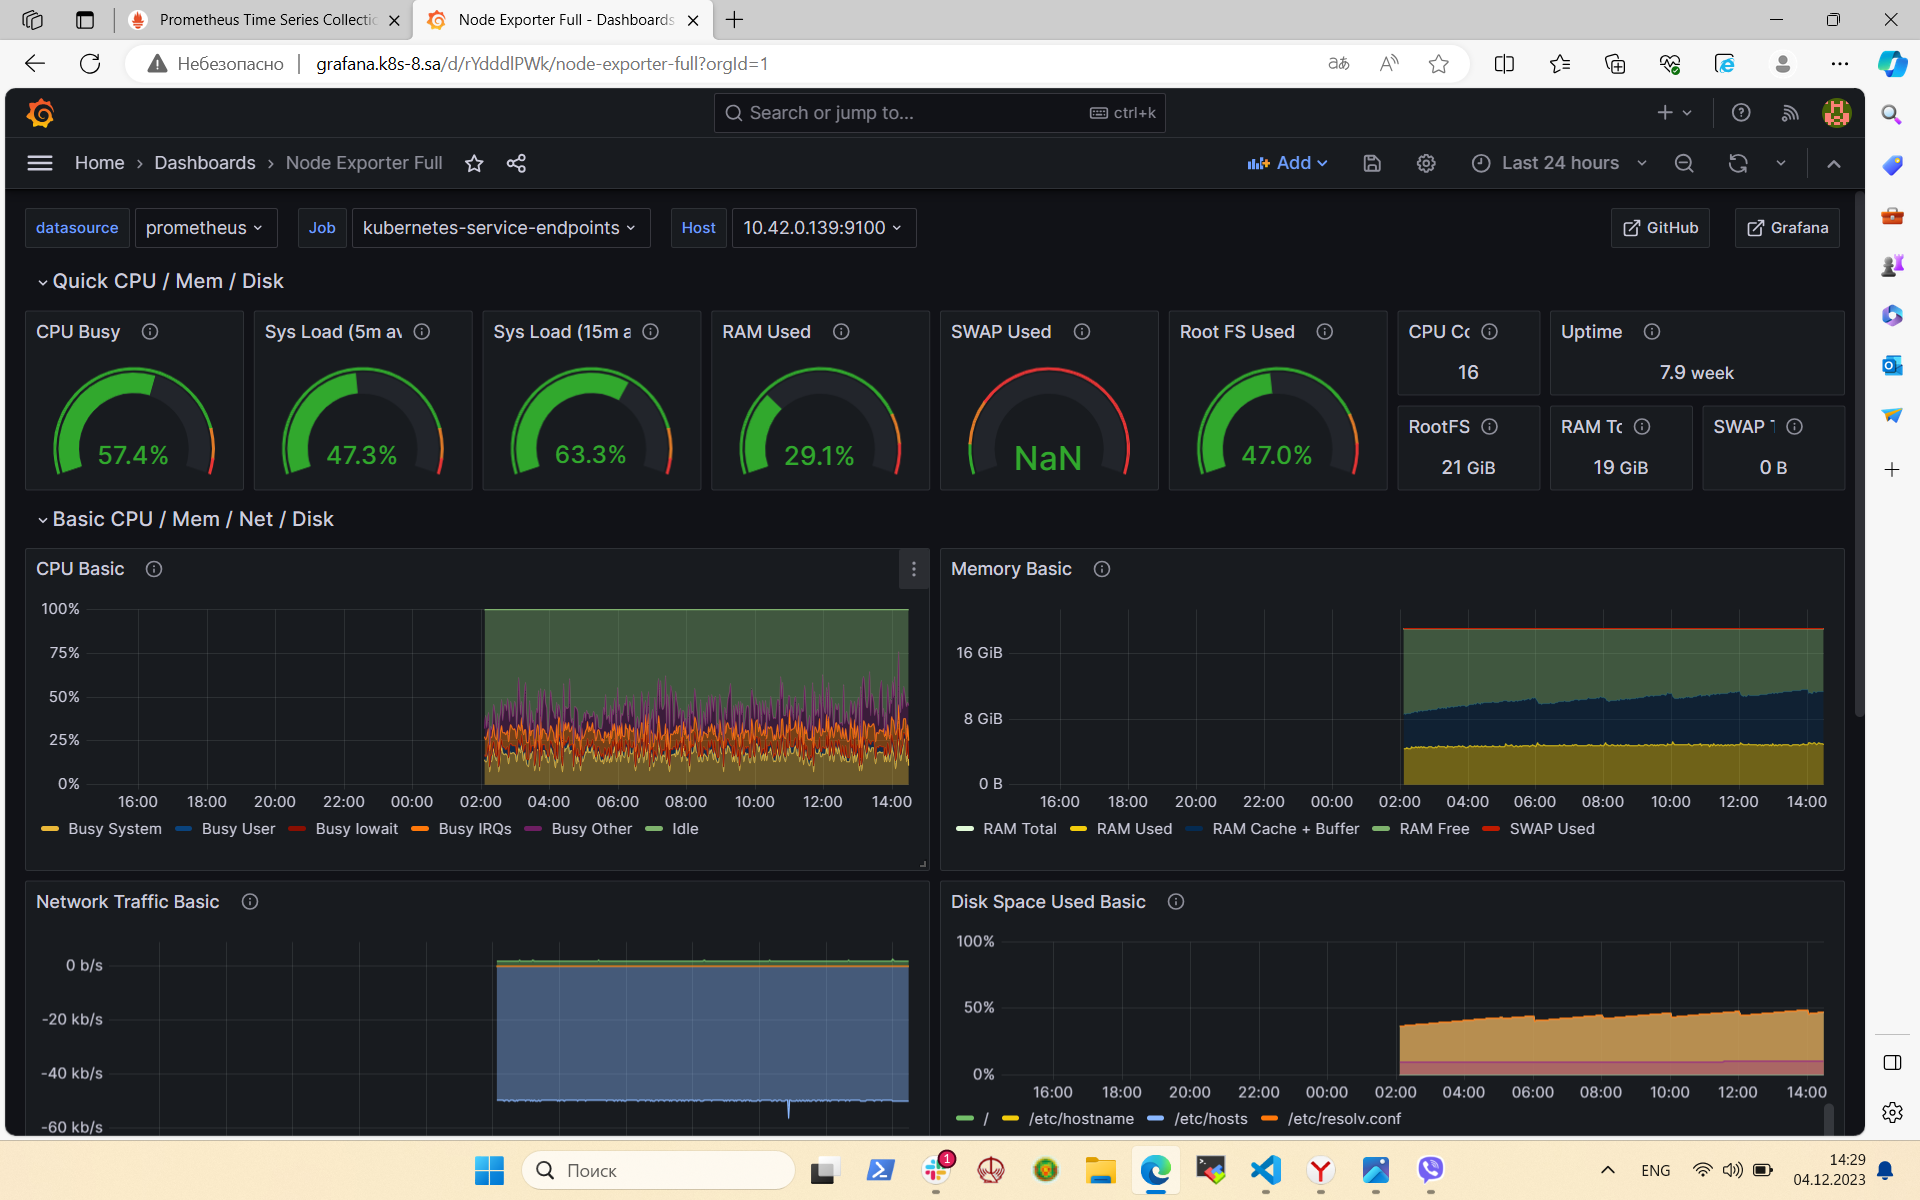 Prometheus Time Series Collectic
Node Exporter Full - Dashboards
Небезопасно
grafana.k8s-8.sa/d/rYdddlPWk/node-exporter-full?orgId=1
Search or jump to...
ctrl+k
Home › Dashboards › Node Exporter Full
Add
Last 24 hours
datasource prometheus Job kubernetes-service-endpoints Host 10.42.0.139:9100
GitHub
Grafana
Quick CPU / Mem / Disk
CPU Busy
57.4%
Sys Load (5m av
47.3%
Sys Load (15m a
63.3%
RAM Used
29.1%
SWAP Used
NaN
Root FS Used
47.0%
CPU Co
16
Uptime
7.9 week
RootFS
21 GiB
RAM To
19 GiB
SWAP T
0 B
Basic CPU / Mem / Net / Disk
CPU Basic
100%
75%
50%
25%
0%
16:00 18:00 20:00 22:00 00:00 02:00 04:00 06:00 08:00 10:00 12:00 14:00
Busy System Busy User Busy Iowait Busy IRQs Busy Other Idle
Memory Basic
16 GiB
8 GiB
0 B
16:00 18:00 20:00 22:00 00:00 02:00 04:00 06:00 08:00 10:00 12:00 14:00
RAM Total RAM Used RAM Cache + Buffer RAM Free SWAP Used
Network Traffic Basic
0 b/s
-20 kb/s
-40 kb/s
-60 kb/s
Disk Space Used Basic
100%
50%
0%
16:00 18:00 20:00 22:00 00:00 02:00 04:00 06:00 08:00 10:00 12:00 14:00
/ /etc/hostname /etc/hosts /etc/resolv.conf
Поиск
1
ENG
14:29
04.12.2023